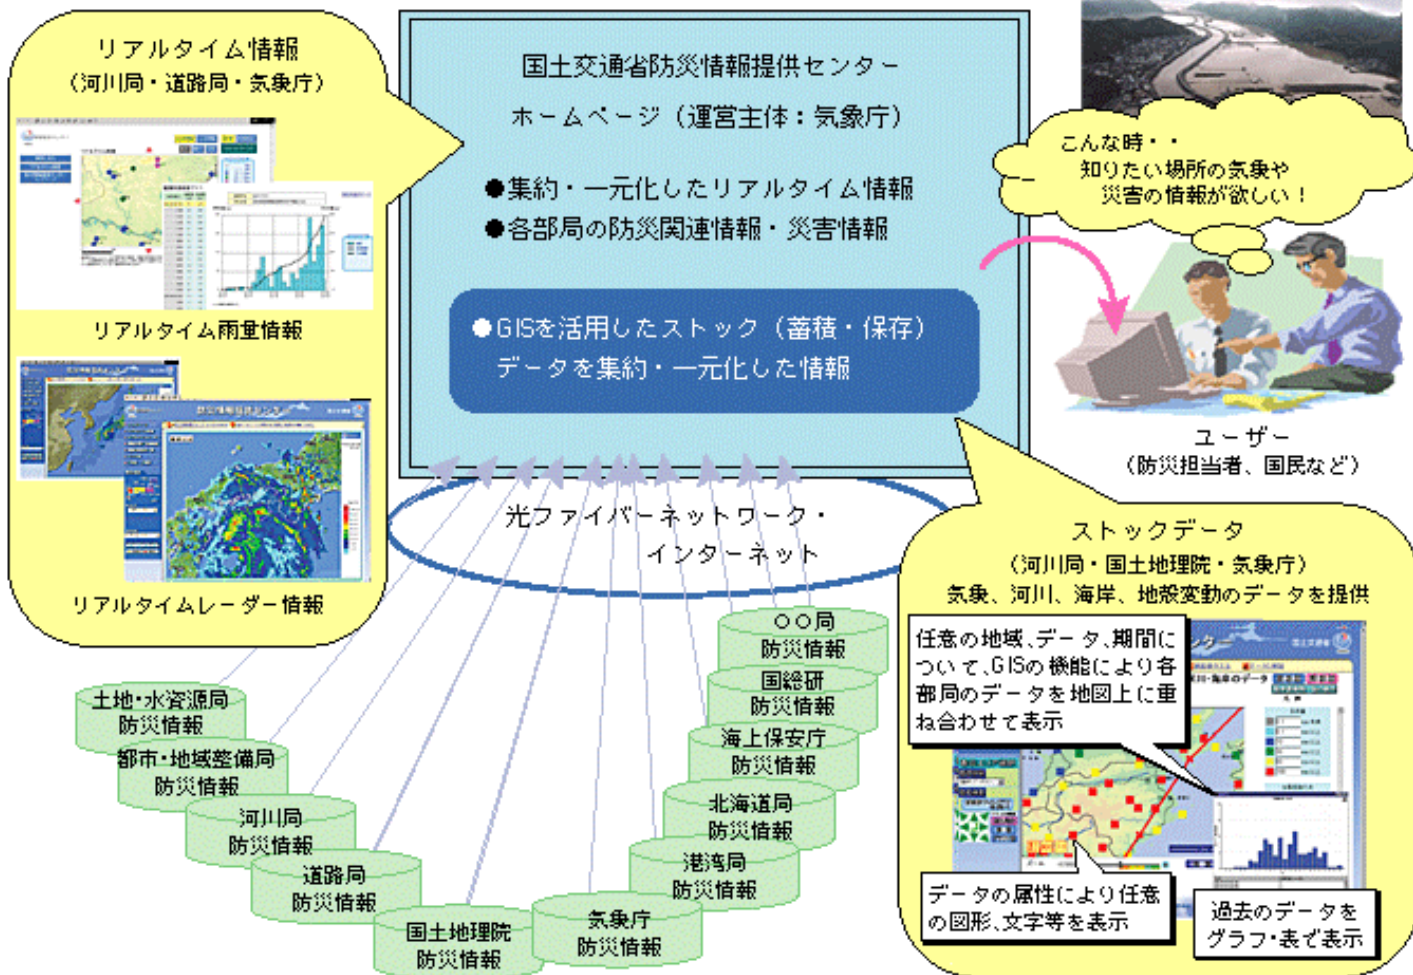 リアルタイム情報
（河川局・道路局・気象庁）
リアルタイム雨量情報
リアルタイムレーダー情報
国土交通省防災情報提供センター
ホームページ（運営主体：気象庁）
●集約・一元化したリアルタイム情報
●各部局の防災関連情報・災害情報
●GISを活用したストック（蓄積・保存）
データを集約・一元化した情報
こんな時・・
知りたい場所の気象や
災害の情報が欲しい！
ユーザー
（防災担当者、国民など）
光ファイバーネットワーク・
インターネット
土地・水資源局
防災情報
都市・地域整備局
防災情報
河川局
防災情報
道路局
防災情報
国土地理院
防災情報
気象庁
防災情報
港湾局
防災情報
北海道局
防災情報
海上保安庁
防災情報
国総研
防災情報
〇〇局
防災情報
ストックデータ
（河川局・国土地理院・気象庁）
気象、河川、海岸、地殻変動のデータを提供
任意の地域、データ、期間に
ついて、GISの機能により各
部局のデータを地図上に重
ね合わせて表示
データの属性により任意
の図形、文字等を表示
過去のデータを
グラフ・表で表示